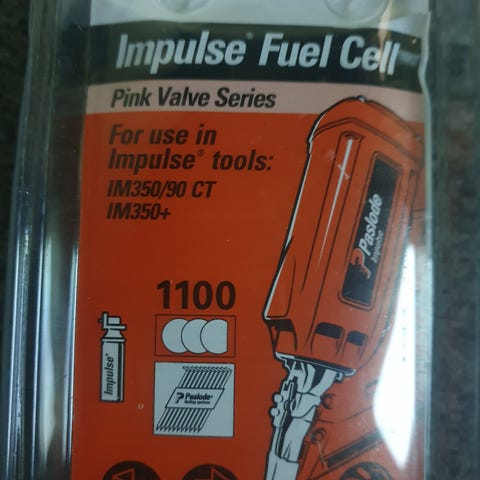 Impulse® Fuel Cell
Pink Valve Series
For use in
Impulse® tools:
IM350/90 CT
IM350+
Paslode
Impulse
1100
Impulse®
Paslode®